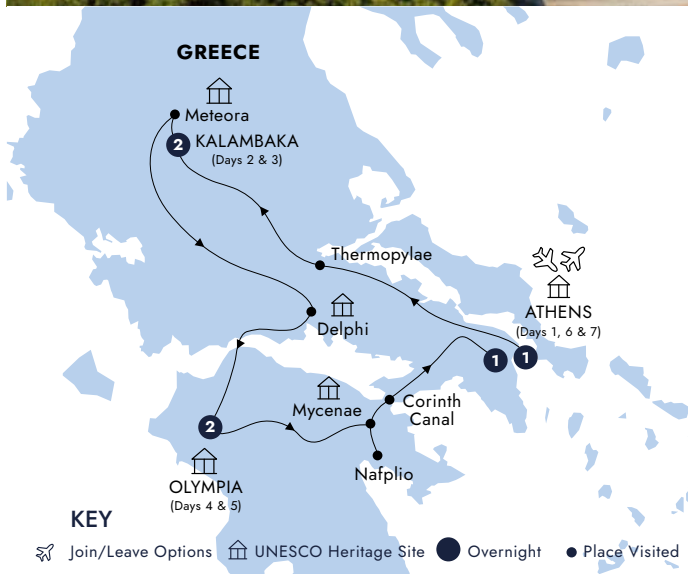 GREECE
Meteora
2
KALAMBAKA
(Days 2 & 3)
Thermopylae
ATHENS
(Days 1, 6 & 7)
Delphi
1
1
Mycenae
Corinth
Canal
2
Nafplio
OLYMPIA
(Days 4 & 5)
KEY
Join/Leave Options UNESCO Heritage Site Overnight Place Visited